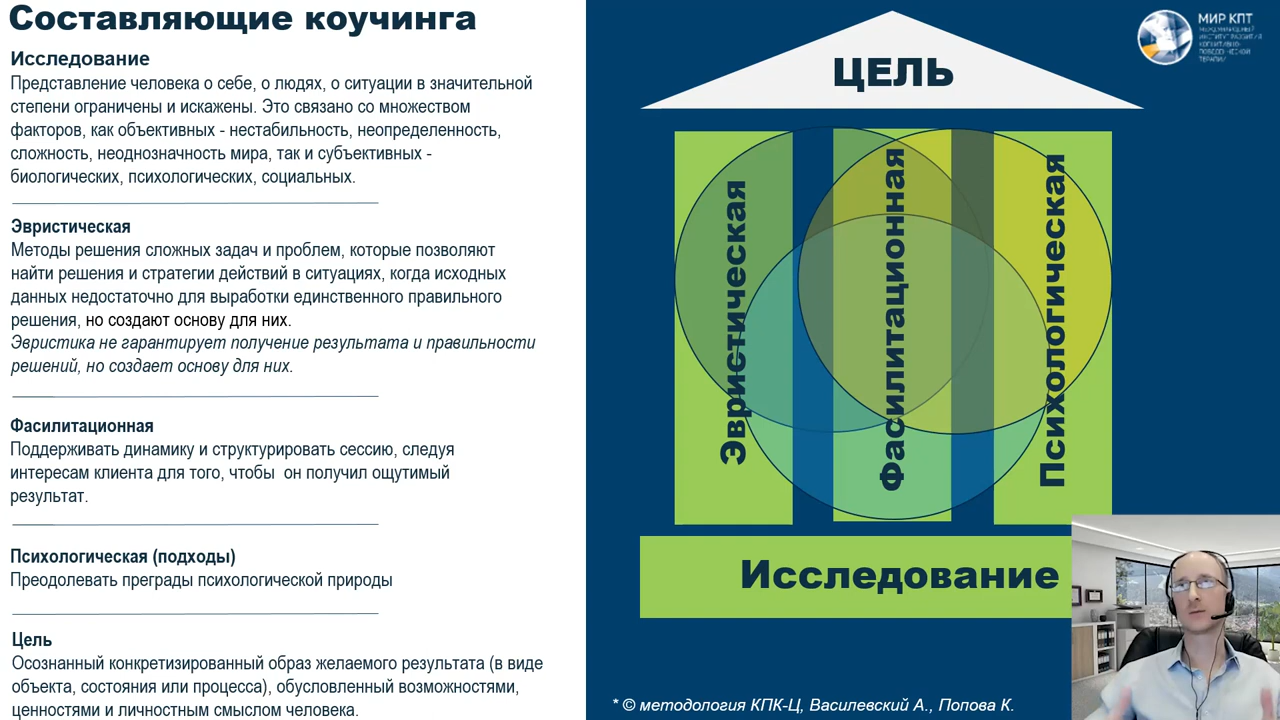 Составляющие коучинга
Исследование
Представление человека о себе, о людях, о ситуации в значительной
степени ограничены и искажены. Это связано со множеством
факторов, как объективных - нестабильность, неопределенность,
сложность, неоднозначность мира, так и субъективных -
биологических, психологических, социальных.
Эвристическая
Методы решения сложных задач и проблем, которые позволяют
найти решения и стратегии действий в ситуациях, когда исходных
данных недостаточно для выработки единственного правильного
решения, но создают основу для них.
Эвристика не гарантирует получение результата и правильности
решений, но создает основу для них.
Фасилитационная
Поддерживать динамику и структурировать сессию, следуя
интересам клиента для того, чтобы он получил ощутимый
результат.
Психологическая (подходы)
Преодолевать преграды психологической природы
Цель
Осознанный конкретизированный образ желаемого результата (в виде
объекта, состояния или процесса), обусловленный возможностями,
ценностями и личностным смыслом человека.
ЦЕЛЬ
Эвристическая
Фасилитационная
Психологическая
Исследование
* © методология КПК-Ц, Василевский А., Попова К.
МИР КПТ
МЕЖДУНАРОДНЫЙ
ИНСТИТУТ РАЗВИТИЯ
КОГНИТИВНО-
ПОВЕДЕНЧЕСКОЙ
ТЕРАПИИ